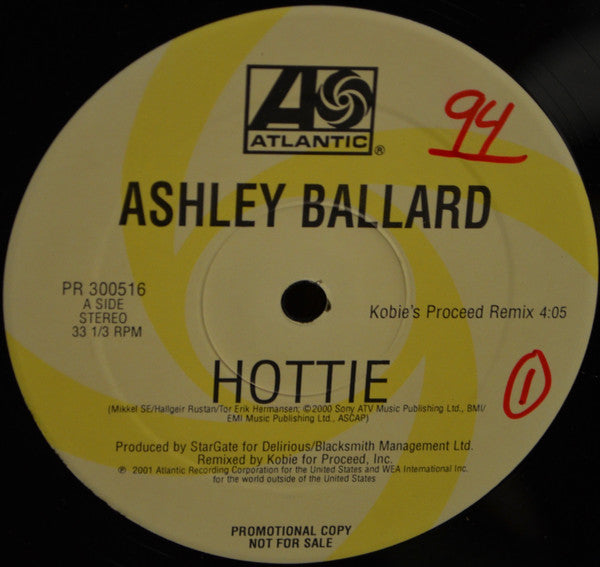 ATLANTIC®
94
ASHLEY BALLARD
PR 300516
A SIDE
STEREO
33 1/3 RPM
Kobie's Proceed Remix 4:05
HOTTIE
1
(Mikkel SE/Hallgeir Rustan/Tor Erik Hermansen; ©2000 Sony ATV Music Publishing Ltd., BMI/
EMI Music Publishing Ltd., ASCAP)
Produced by StarGate for Delirious/Blacksmith Management Ltd.
Remixed by Kobie for Proceed, Inc.
℗ 2001 Atlantic Recording Corporation for the United States and WEA International Inc.
for the world outside of the United States
PROMOTIONAL COPY
NOT FOR SALE